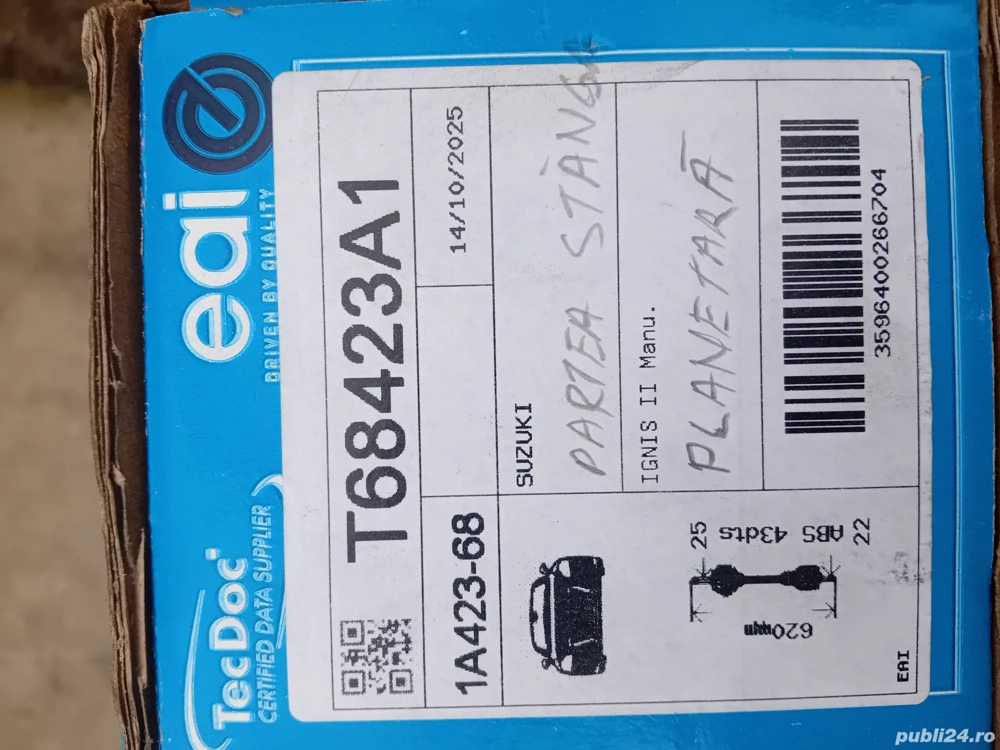 eai
DRIVEN BY QUALITY
TecDoc
CERTIFIED DATA SUPPLIER
T68423A1
1A423-68
14/10/2025
SUZUKI
PARTEA STÂNGA
IGNIS II Manu.
PLANETARĂ
25
43dts
ABS
22
620mm
EAI
3596400266704
publi24.ro